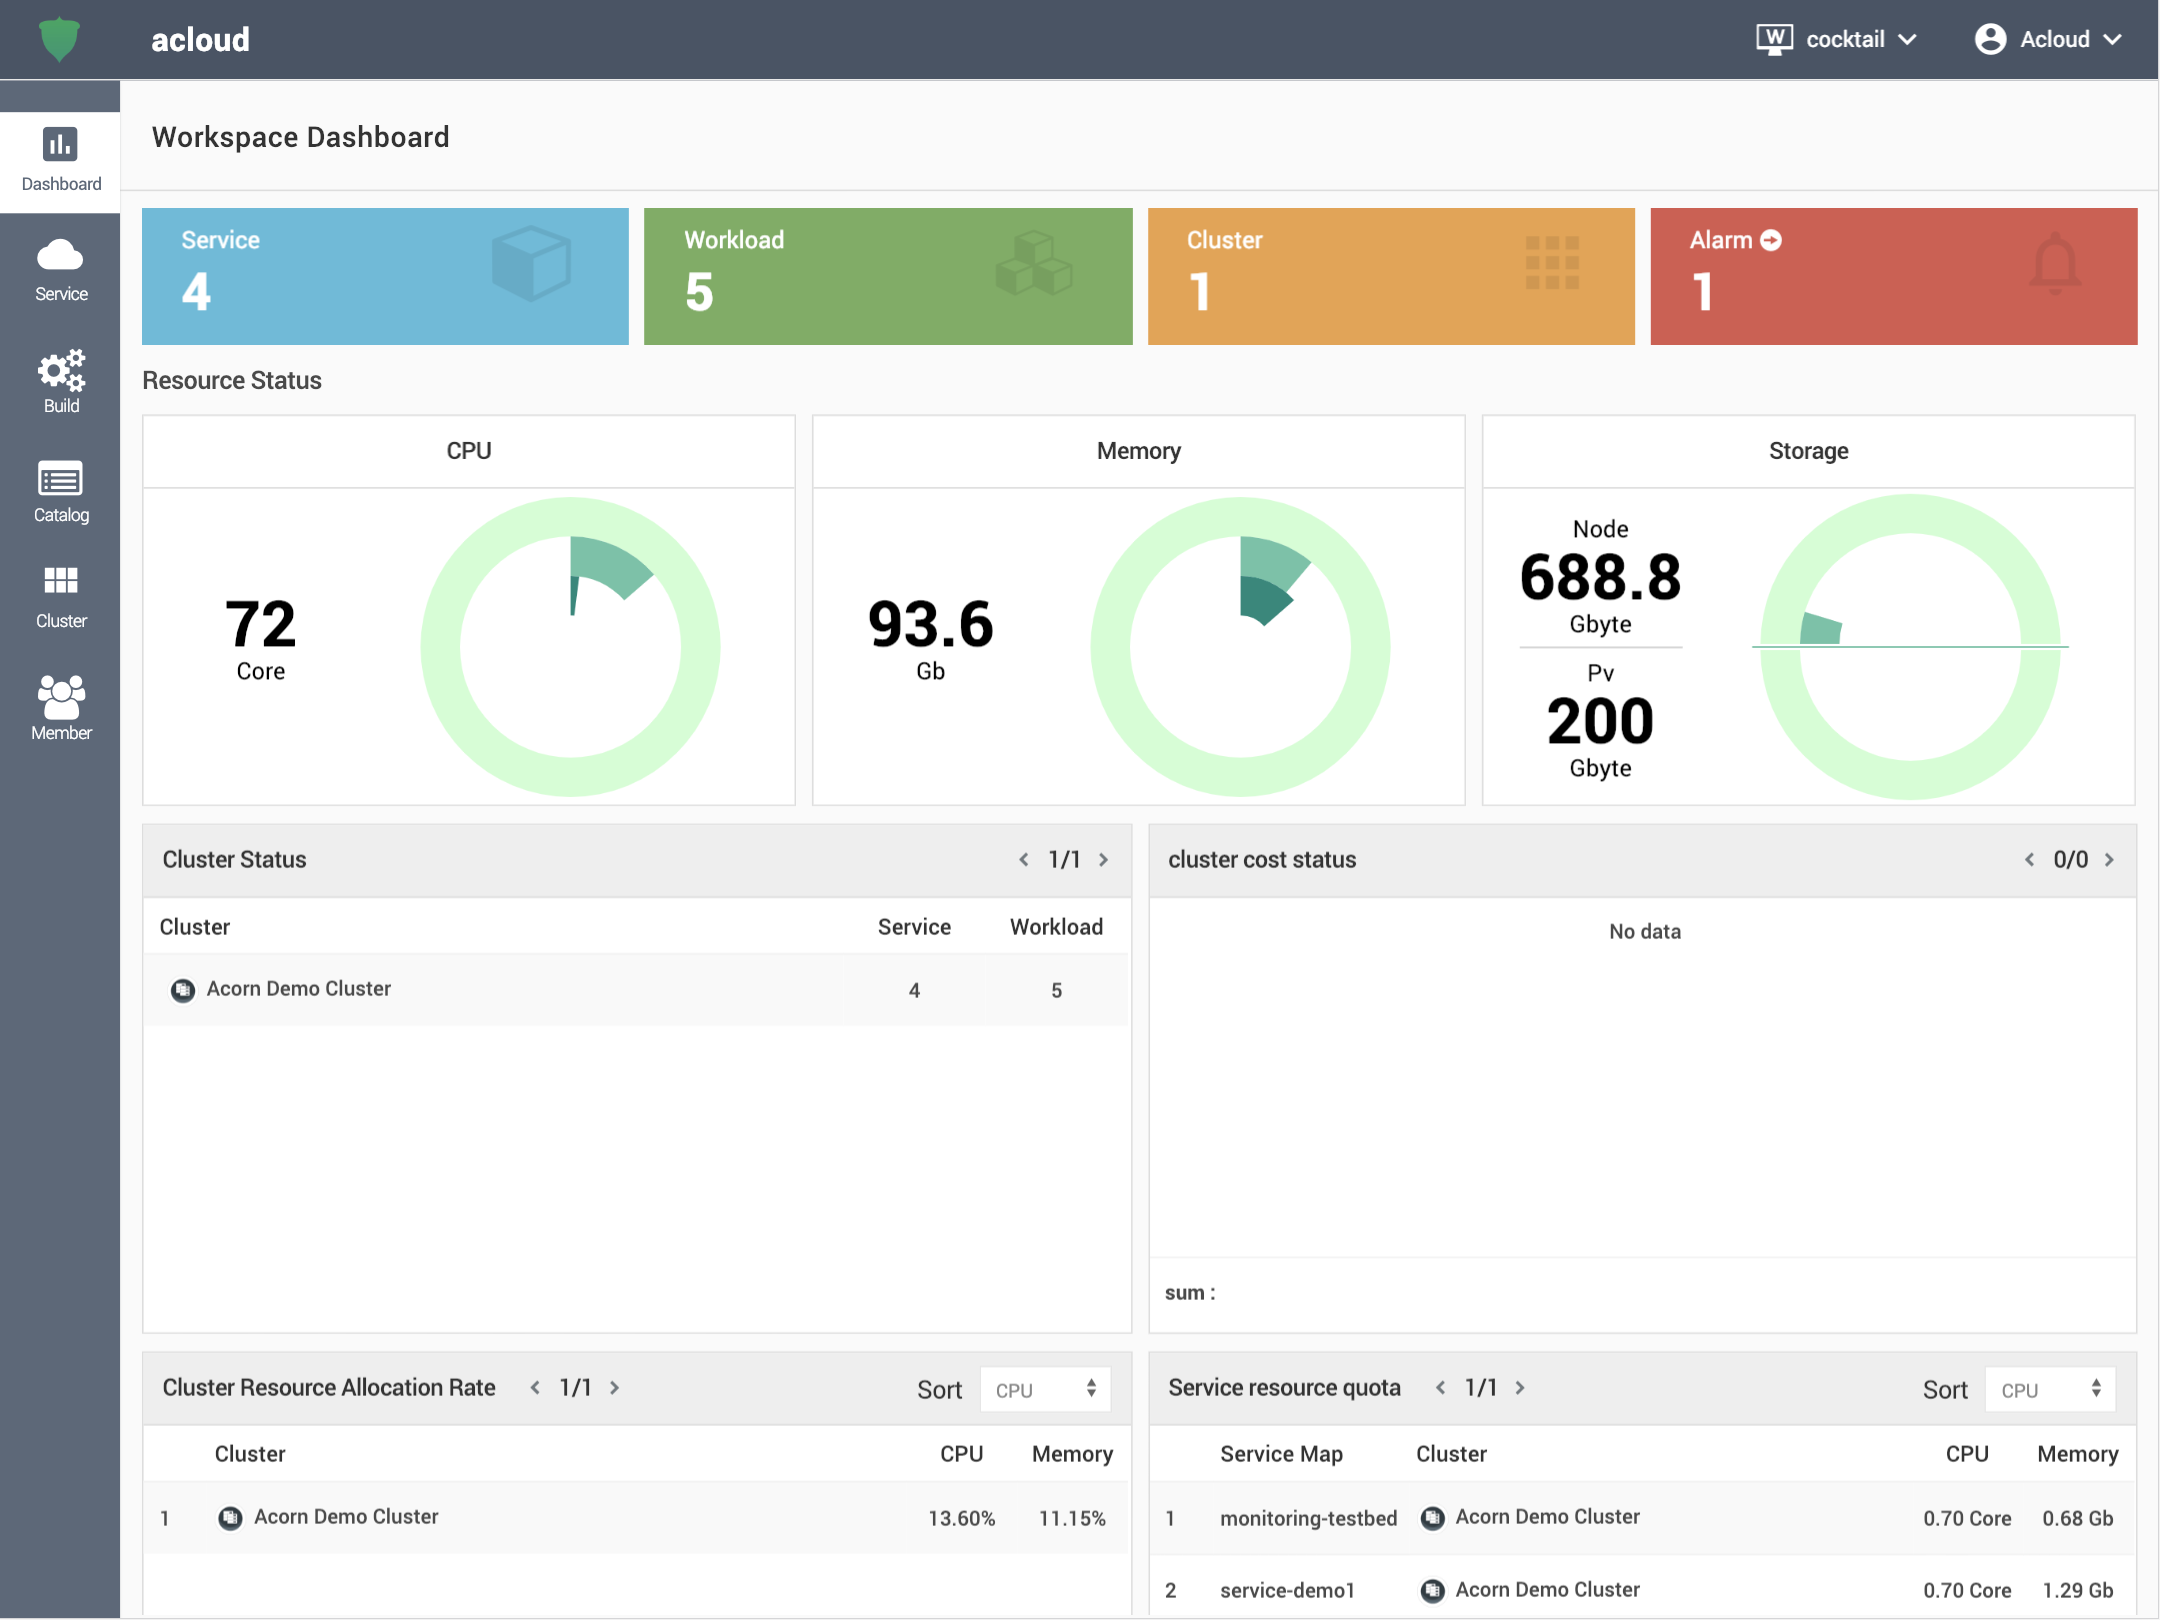 acloud
W cocktail
Acloud
Workspace Dashboard
Dashboard
Service
Build
Catalog
Cluster
Member
Service
4
Workload
5
Cluster
1
Alarm
1
Resource Status
CPU
72
Core
Memory
93.6
Gb
Storage
Node
688.8
Gbyte
Pv
200
Gbyte
Cluster Status < 1/1 >
Cluster Service Workload
Acorn Demo Cluster 4 5
cluster cost status < 0/0 >
No data
sum :
Cluster Resource Allocation Rate < 1/1 > Sort CPU
Cluster CPU Memory
1 Acorn Demo Cluster 13.60% 11.15%
Service resource quota < 1/1 > Sort CPU
Service Map Cluster CPU Memory
1 monitoring-testbed Acorn Demo Cluster 0.70 Core 0.68 Gb
2 service-demo1 Acorn Demo Cluster 0.70 Core 1.29 Gb